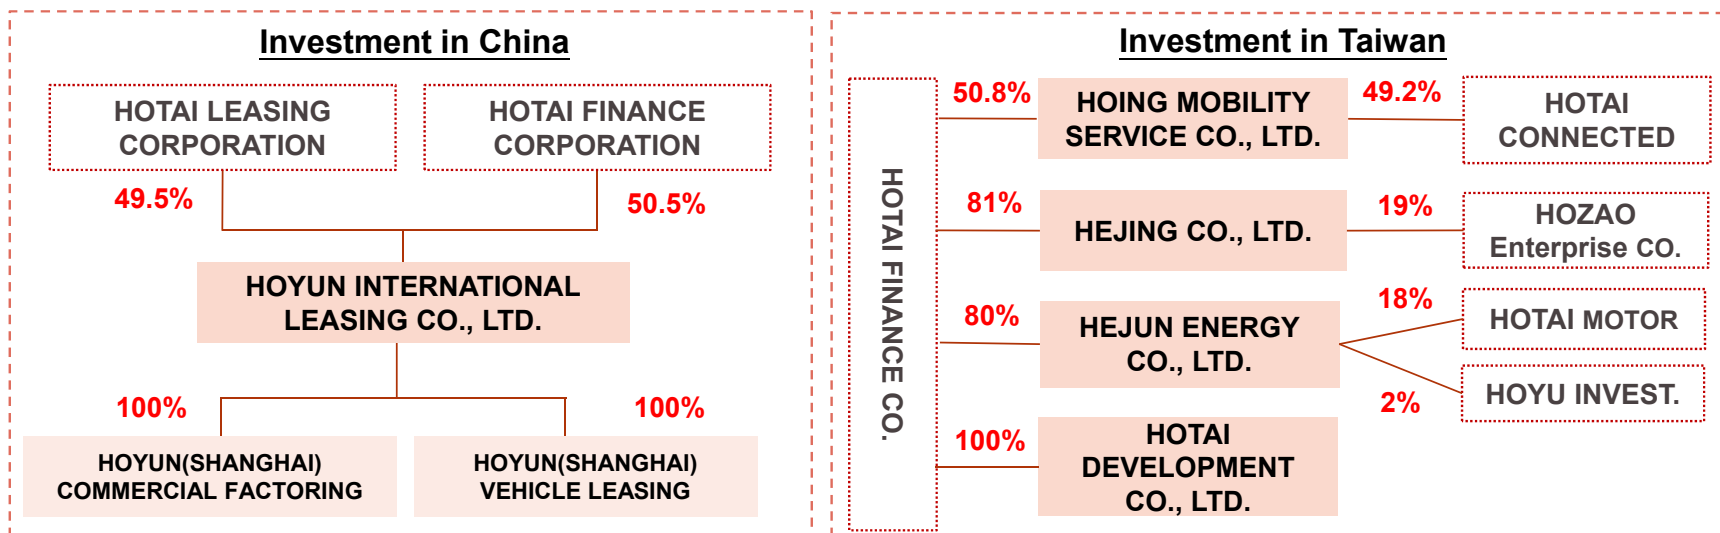 Investment in China
HOTAI LEASING
CORPORATION
HOTAI FINANCE
CORPORATION
49.5%
50.5%
HOYUN INTERNATIONAL
LEASING CO., LTD.
100%
100%
HOYUN(SHANGHAI)
COMMERCIAL FACTORING
HOYUN(SHANGHAI)
VEHICLE LEASING
Investment in Taiwan
HOTAI FINANCE CO.
50.8%
HOING MOBILITY
SERVICE CO., LTD.
49.2%
HOTAI
CONNECTED
81%
HEJING CO., LTD.
19%
HOZAO
Enterprise CO.
80%
HEJUN ENERGY
CO., LTD.
18%
HOTAI MOTOR
2%
HOYU INVEST.
100%
HOTAI
DEVELOPMENT
CO., LTD.